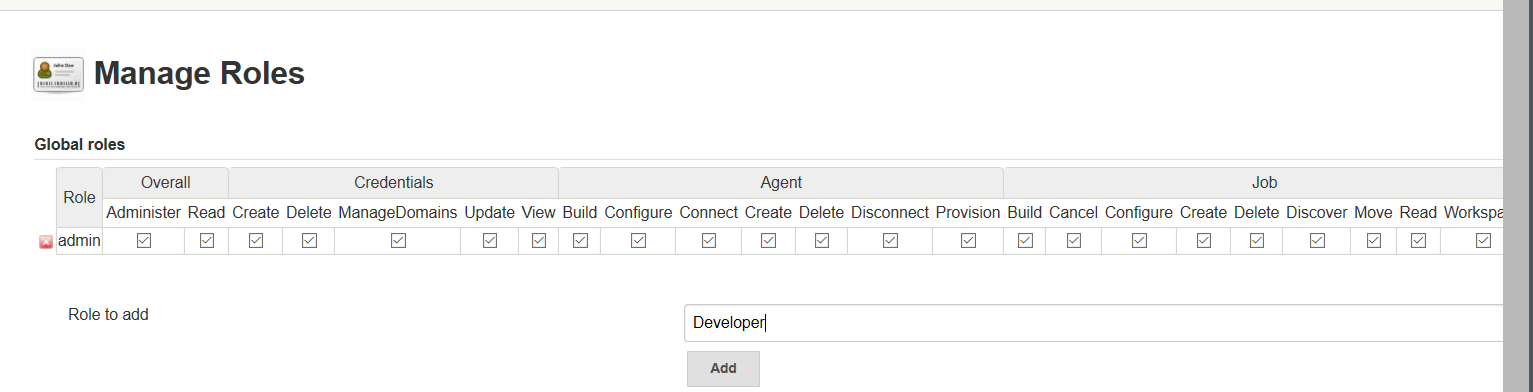 Manage Roles
Global roles
Role Overall Credentials Agent Job
Administer Read Create Delete ManageDomains Update View Build Configure Connect Create Delete Disconnect Provision Build Cancel Configure Create Delete Discover Move Read Workspa
admin
Role to add
Developer
Add